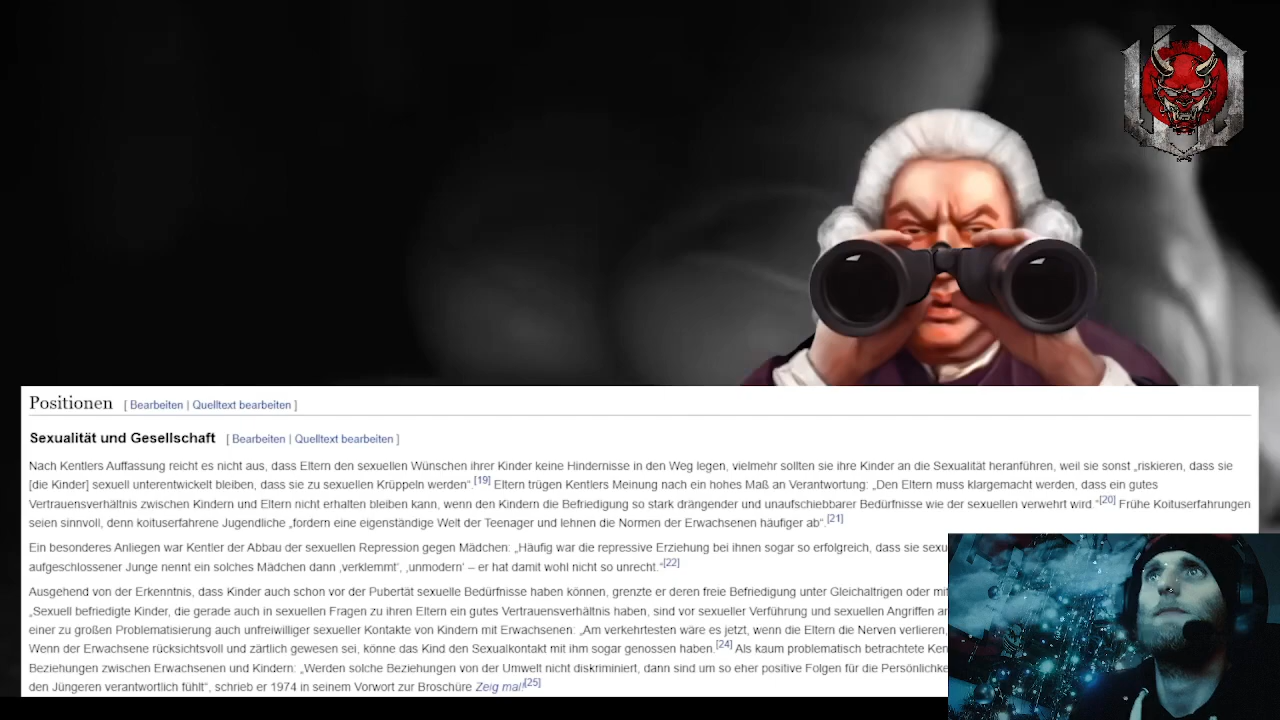 Positionen [ Bearbeiten | Quelltext bearbeiten ]
Sexualität und Gesellschaft [ Bearbeiten | Quelltext bearbeiten ]
Nach Kentlers Auffassung reicht es nicht aus, dass Eltern den sexuellen Wünschen ihrer Kinder keine Hindernisse in den Weg legen, vielmehr sollten sie ihre Kinder an die Sexualität heranführen, weil sie sonst „riskieren, dass sie
[die Kinder] sexuell unterentwickelt bleiben, dass sie zu sexuellen Krüppeln werden“.[19] Eltern trügen Kentlers Meinung nach ein hohes Maß an Verantwortung: „Den Eltern muss klargemacht werden, dass ein gutes
Vertrauensverhältnis zwischen Kindern und Eltern nicht erhalten bleiben kann, wenn den Kindern die Befriedigung so stark drängender und unaufschiebbarer Bedürfnisse wie der sexuellen verwehrt wird.“[20] Frühe Koituserfahrungen
seien sinnvoll, denn koituserfahrene Jugendliche „fordern eine eigenständige Welt der Teenager und lehnen die Normen der Erwachsenen häufiger ab“.[21]
Ein besonderes Anliegen war Kentler der Abbau der sexuellen Repression gegen Mädchen: „Häufig war die repressive Erziehung bei ihnen sogar so erfolgreich, dass sie sexu
aufgeschlossener Junge nennt ein solches Mädchen dann ‚verklemmt‘, ‚unmodern‘ – er hat damit wohl nicht so unrecht.“[22]
Ausgehend von der Erkenntnis, dass Kinder auch schon vor der Pubertät sexuelle Bedürfnisse haben können, grenzte er deren freie Befriedigung unter Gleichaltrigen oder mit
„Sexuell befriedigte Kinder, die gerade auch in sexuellen Fragen zu ihren Eltern ein gutes Vertrauensverhältnis haben, sind vor sexueller Verführung und sexuellen Angriffen am
einer zu großen Problematisierung auch unfreiwilliger sexueller Kontakte von Kindern mit Erwachsenen: „Am verkehrtesten wäre es jetzt, wenn die Eltern die Nerven verlieren,
Wenn der Erwachsene rücksichtsvoll und zärtlich gewesen sei, könne das Kind den Sexualkontakt mit ihm sogar genossen haben.[24] Als kaum problematisch betrachtete Ken
Beziehungen zwischen Erwachsenen und Kindern: „Werden solche Beziehungen von der Umwelt nicht diskriminiert, dann sind um so eher positive Folgen für die Persönlichke
den Jüngeren verantwortlich fühlt“, schrieb er 1974 in seinem Vorwort zur Broschüre Zeig mal![25]